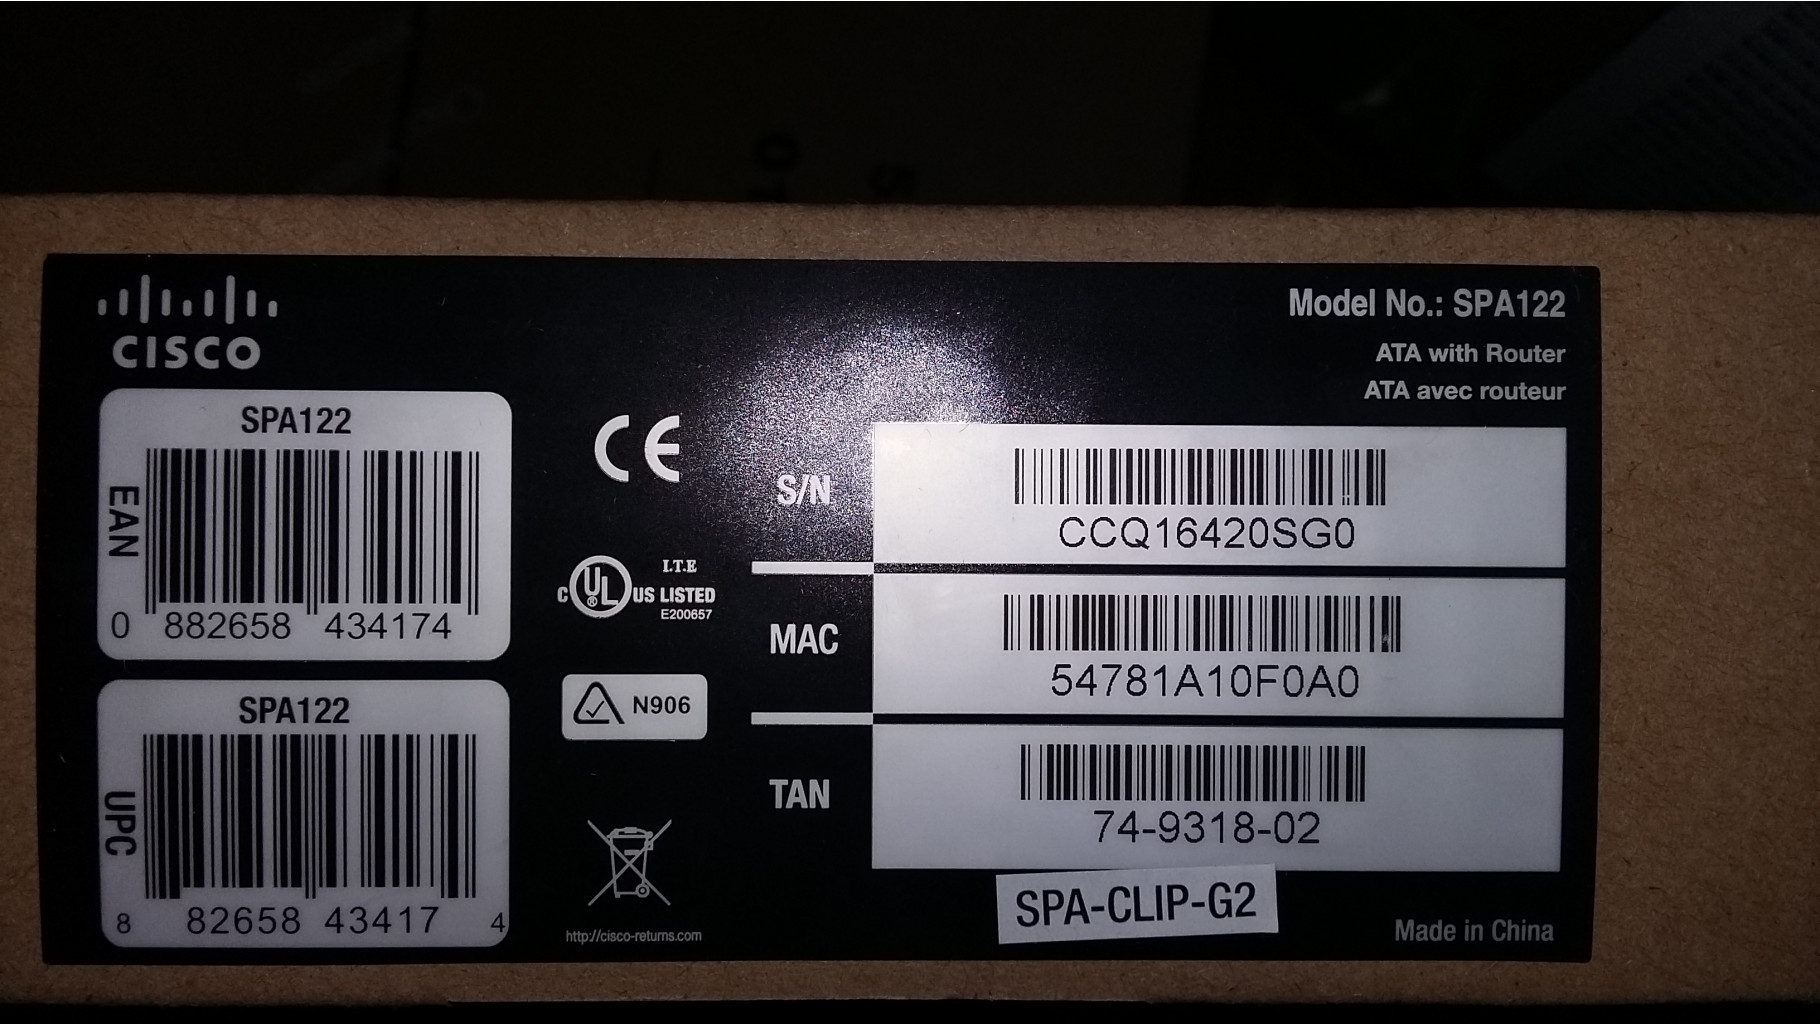 CISCO
Model No.: SPA122
ATA with Router
ATA avec routeur
SPA122
EAN
0 882658 434174
SPA122
UPC
8 82658 43417 4
CE
C UL ® US LISTED
I.T.E
E200657
N906
http://cisco-returns.com
S/N
CCQ16420SG0
MAC
54781A10F0A0
TAN
74-9318-02
SPA-CLIP-G2
Made in China